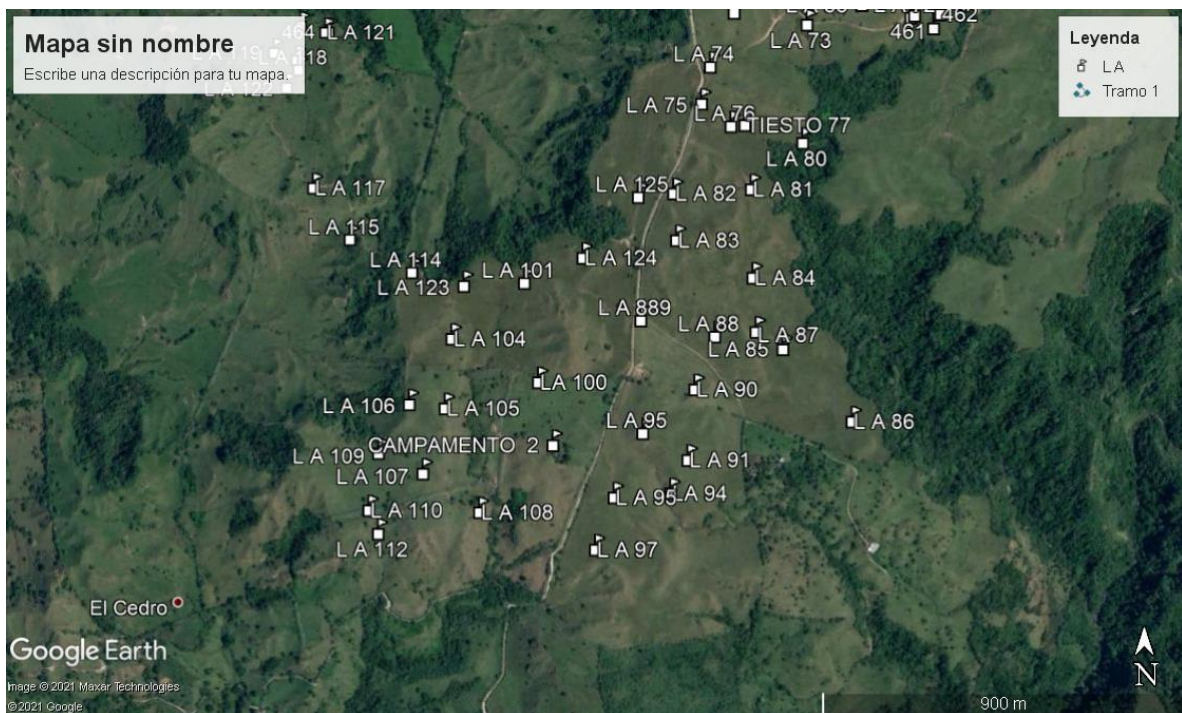 Mapa sin nombre
Escribe una descripción para tu mapa.
Leyenda
L A
Tramo 1
464
L A 121
L A 73
461
462
L A 119
L A 118
L A 122
L A 74
L A 75
L A 76
TIESTO 77
L A 80
L A 117
L A 125
L A 82
L A 81
L A 115
L A 83
L A 114
L A 123
L A 101
L A 124
L A 84
L A 889
L A 88
L A 87
L A 85
L A 104
L A 100
L A 90
L A 106
L A 105
L A 95
L A 86
CAMPAMENTO 2
L A 109
L A 107
L A 91
L A 110
L A 108
L A 95
L A 94
L A 112
L A 97
El Cedro
Google Earth
Image © 2021 Maxar Technologies
© 2021 Google
N
900 m